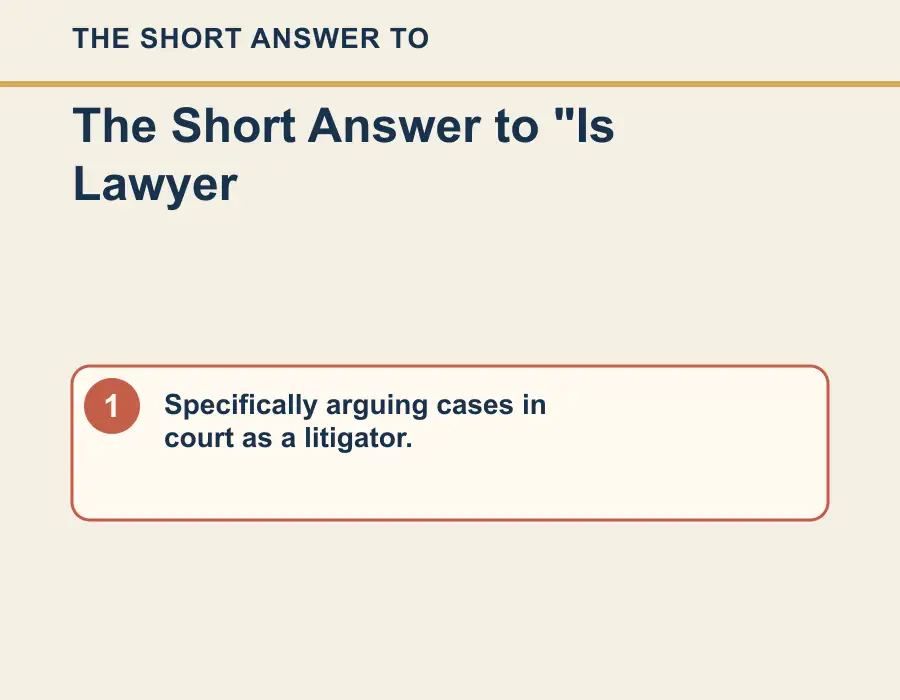 THE SHORT ANSWER TO
The Short Answer to "Is
Lawyer
1
Specifically arguing cases in
court as a litigator.